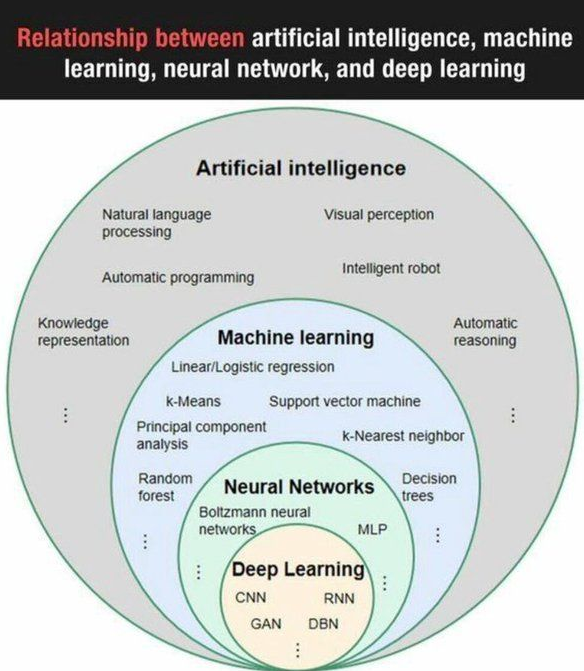 Relationship between artificial intelligence, machine
learning, neural network, and deep learning
Artificial intelligence
Natural language
processing
Visual perception
Automatic programming
Intelligent robot
Knowledge
representation
Automatic
reasoning
⋮
⋮
Machine learning
Linear/Logistic regression
k-Means
Support vector machine
Principal component
analysis
k-Nearest neighbor
Random
forest
Decision
trees
⋮
⋮
Neural Networks
Boltzmann neural
networks
MLP
⋮
⋮
Deep Learning
CNN
RNN
GAN
DBN
⋮